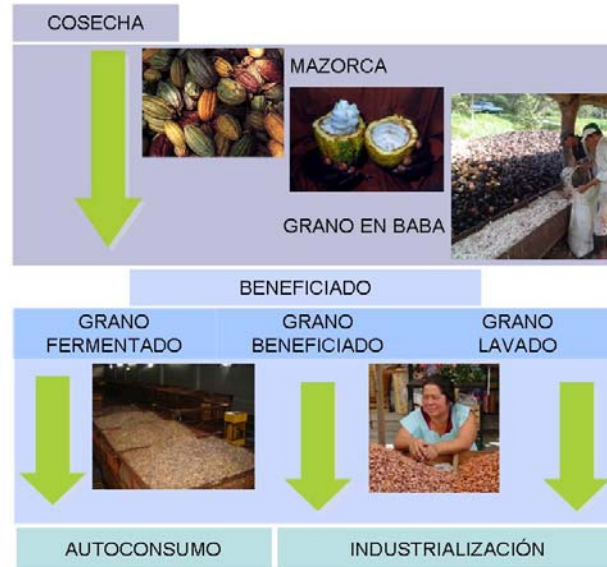 COSECHA
MAZORCA
GRANO EN BABA
BENEFICIADO
GRANO
FERMENTADO
GRANO
BENEFICIADO
GRANO
LAVADO
AUTOCONSUMO
INDUSTRIALIZACIÓN